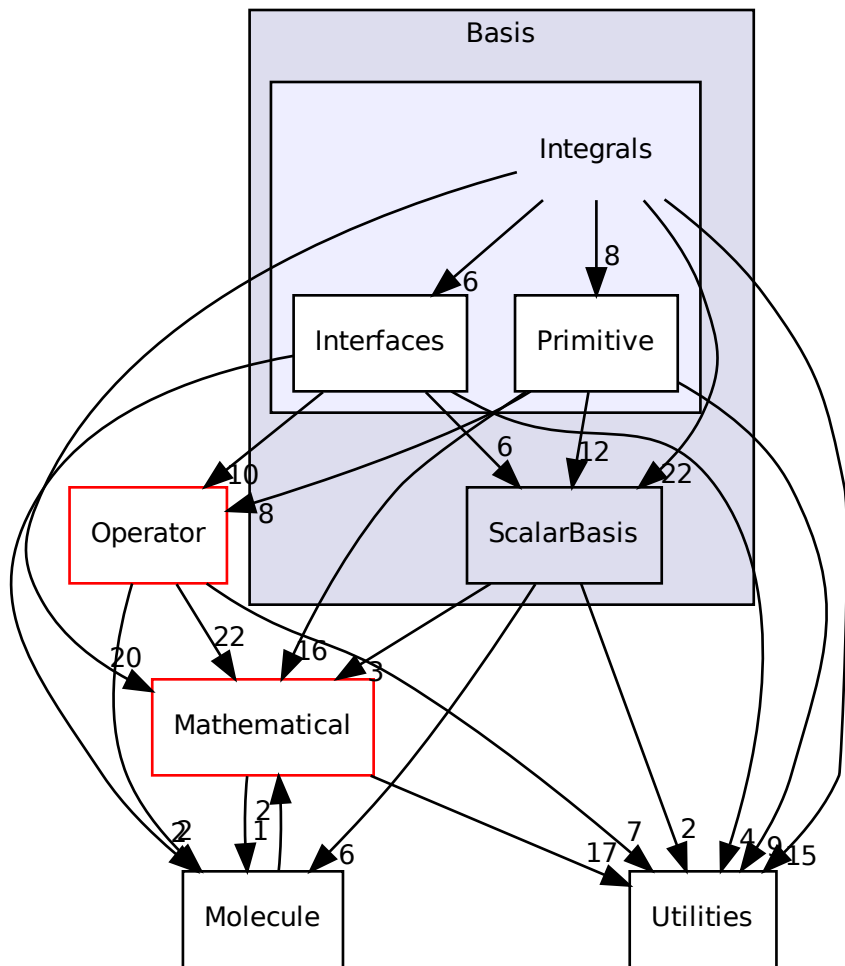 Basis
Integrals
8
6
Interfaces
Primitive
6
12
10
22
8
Operator
ScalarBasis
22
16
20
3
Mathematical
2
2
2
1
7
2
4
9
17
6
15
Molecule
Utilities